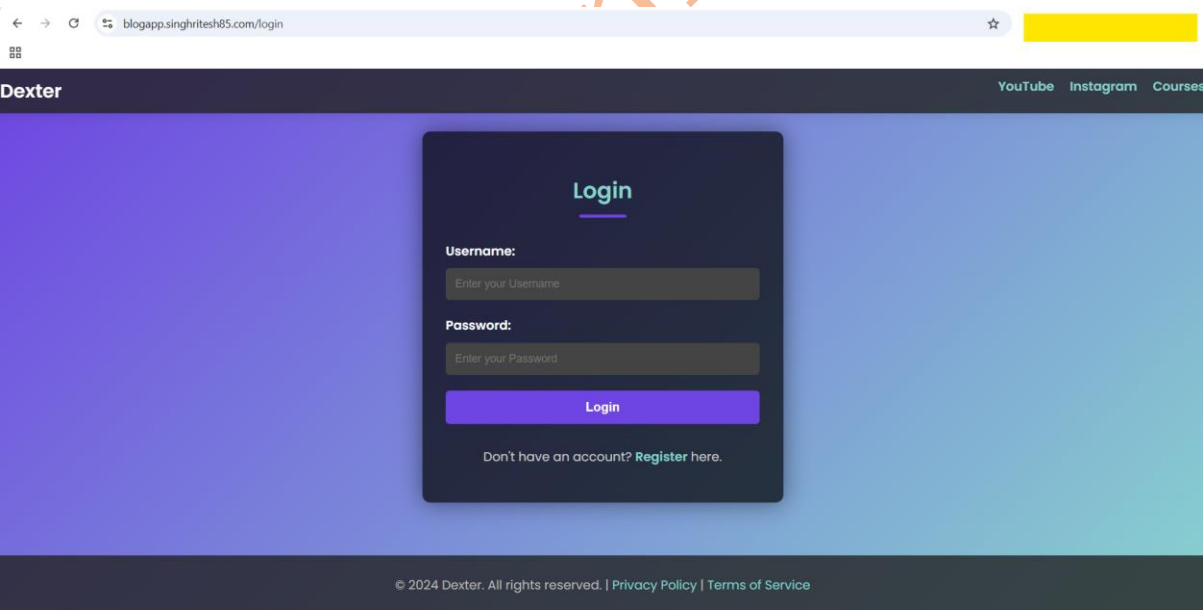 blogapp.singhritesh85.com/login
Dexter
YouTube Instagram Courses
Login
Username:
Enter your Username
Password:
Enter your Password
Login
Don't have an account? Register here.
© 2024 Dexter. All rights reserved. | Privacy Policy | Terms of Service